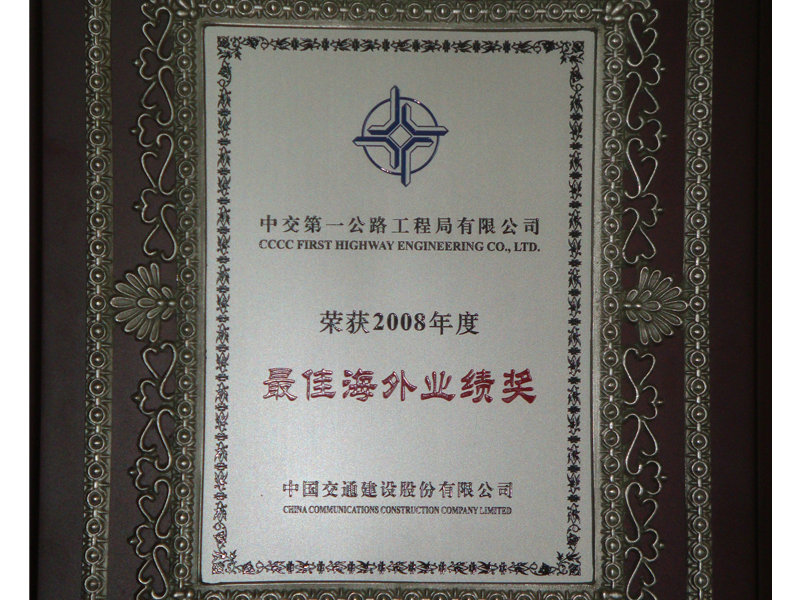 中交第一公路工程局有限公司
CCCC FIRST HIGHWAY ENGINEERING CO., LTD.
荣获2008年度
最佳海外业绩奖
中国交通建设股份有限公司
CHINA COMMUNICATIONS CONSTRUCTION COMPANY LIMITED